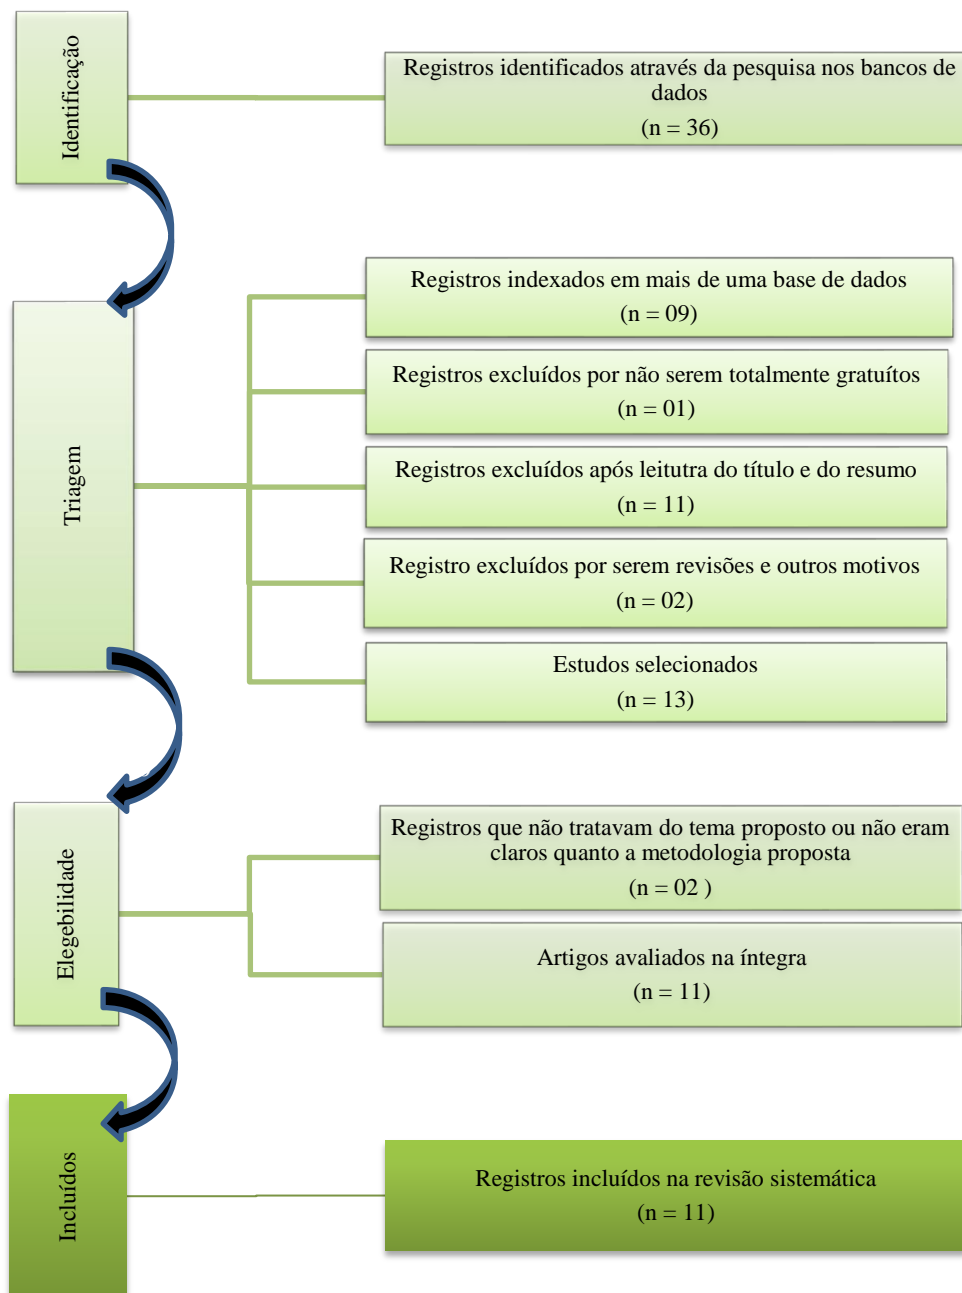 Identificação
Registros identificados através da pesquisa nos bancos de
dados
(n = 36)
Triagem
Registros indexados em mais de uma base de dados
(n = 09)
Registros excluídos por não serem totalmente gratuítos
(n = 01)
Registros excluídos após leitutra do título e do resumo
(n = 11)
Registro excluídos por serem revisões e outros motivos
(n = 02)
Estudos selecionados
(n = 13)
Elegebilidade
Registros que não tratavam do tema proposto ou não eram
claros quanto a metodologia proposta
(n = 02 )
Artigos avaliados na íntegra
(n = 11)
Incluídos
Registros incluídos na revisão sistemática
(n = 11)